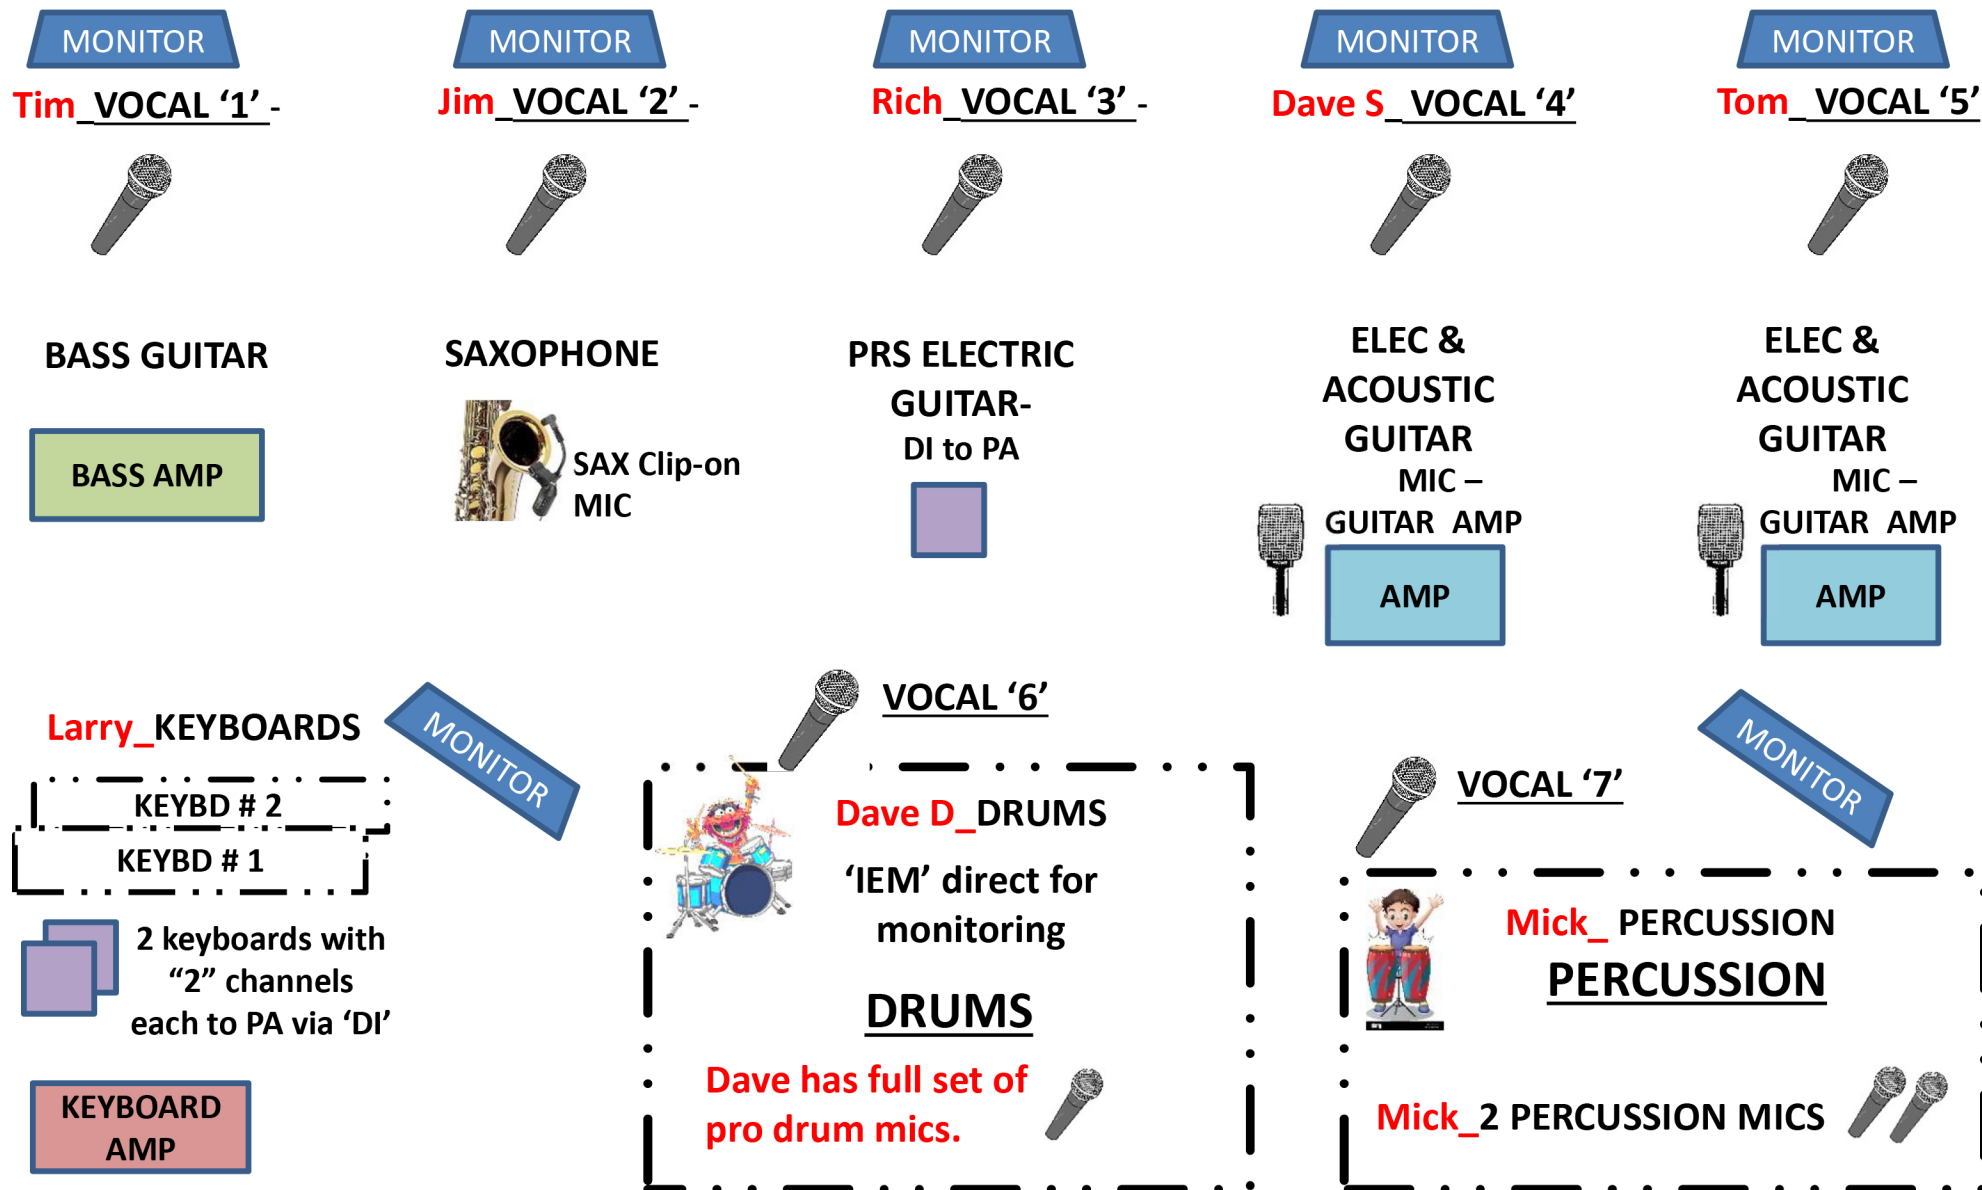 MONITOR
MONITOR
MONITOR
MONITOR
MONITOR
Tim_VOCAL ‘1’ -
Jim_VOCAL ‘2’ -
Rich_VOCAL ‘3’ -
Dave S_ VOCAL ‘4’
Tom_ VOCAL ‘5’
BASS GUITAR
BASS AMP
SAXOPHONE
SAX Clip-on
MIC
PRS ELECTRIC
GUITAR-
DI to PA
ELEC &
ACOUSTIC
GUITAR
MIC –
GUITAR AMP
AMP
ELEC &
ACOUSTIC
GUITAR
MIC –
GUITAR AMP
AMP
Larry_KEYBOARDS
MONITOR
KEYBD # 2
KEYBD # 1
2 keyboards with
“2” channels
each to PA via ‘DI’
KEYBOARD
AMP
VOCAL ‘6’
Dave D_DRUMS
‘IEM’ direct for
monitoring
DRUMS
Dave has full set of
pro drum mics.
VOCAL ‘7’
MONITOR
Mick_ PERCUSSION
PERCUSSION
Mick_2 PERCUSSION MICS